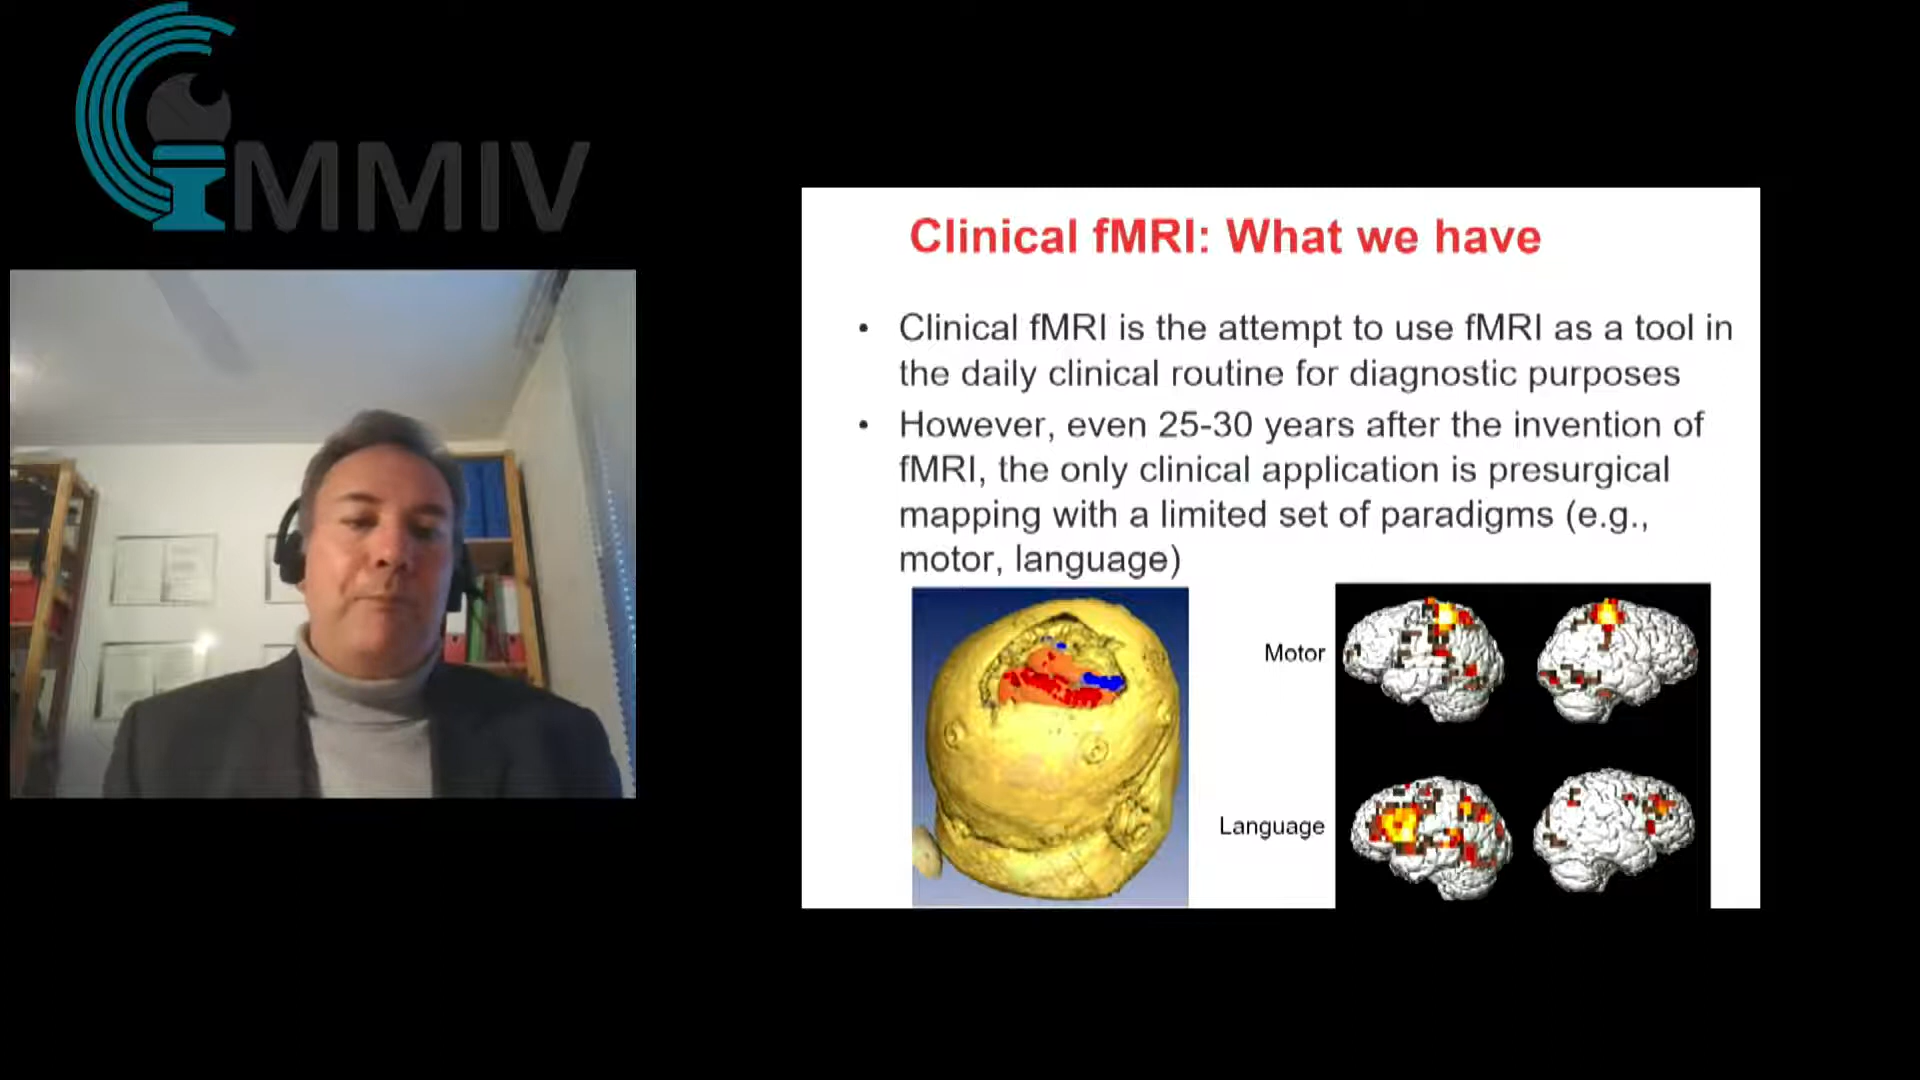 MMIV
Clinical fMRI: What we have
• Clinical fMRI is the attempt to use fMRI as a tool in
the daily clinical routine for diagnostic purposes
• However, even 25-30 years after the invention of
fMRI, the only clinical application is presurgical
mapping with a limited set of paradigms (e.g.,
motor, language)
Motor
Language